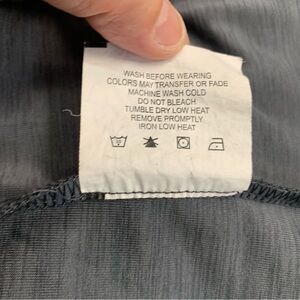 WASH BEFORE WEARING
COLORS MAY TRANSFER OR FADE
MACHINE WASH COLD
DO NOT BLEACH
TUMBLE DRY LOW HEAT
REMOVE PROMPTLY.
IRON LOW HEAT